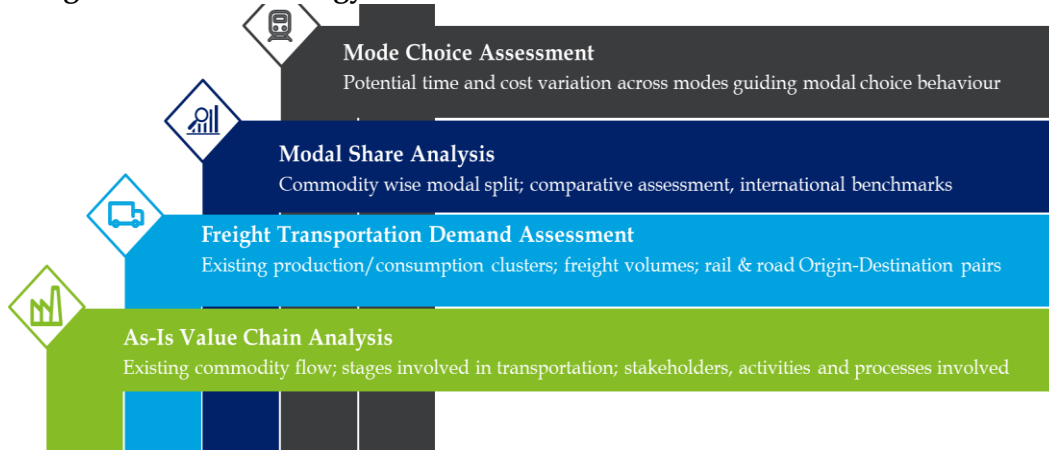 Mode Choice Assessment
Potential time and cost variation across modes guiding modal choice behaviour
Modal Share Analysis
Commodity wise modal split; comparative assessment, international benchmarks
Freight Transportation Demand Assessment
Existing production/consumption clusters; freight volumes; rail & road Origin-Destination pairs
As-Is Value Chain Analysis
Existing commodity flow; stages involved in transportation; stakeholders, activities and processes involved